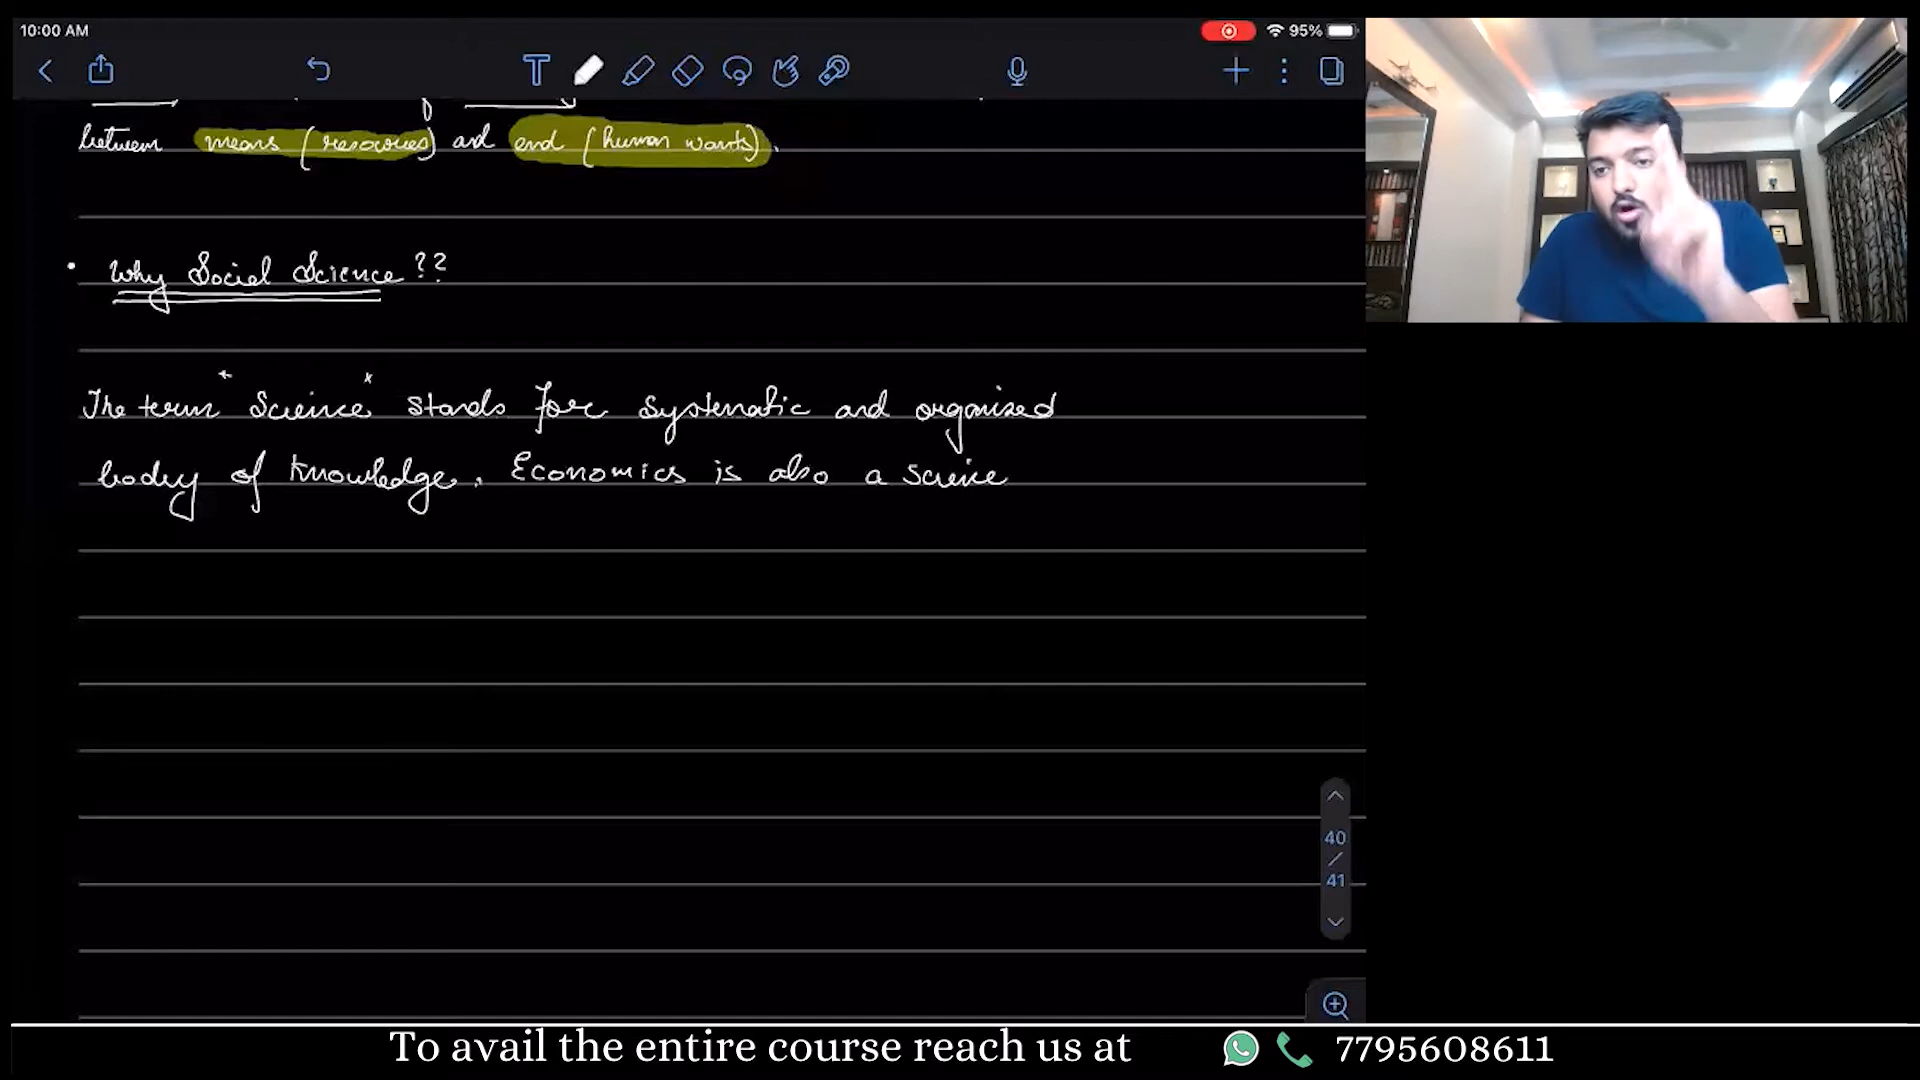 10:00 AM
95%
between means (resources) and end (human wants).
• Why Social Science??
The term "Science" stands for systematic and organized
body of knowledge. Economics is also a science
40
/
41
To avail the entire course reach us at 7795608611